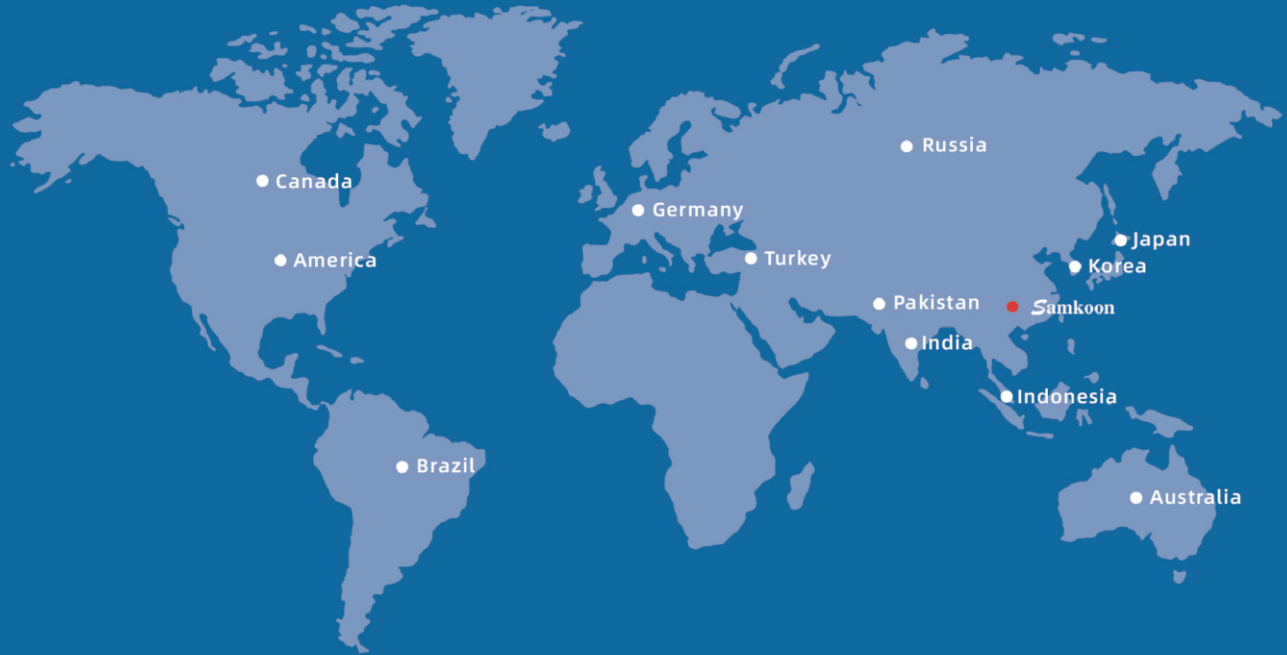 Russia
Canada
Germany
Japan
America
Turkey
Korea
Pakistan
Samkoon
India
Indonesia
Brazil
Australia